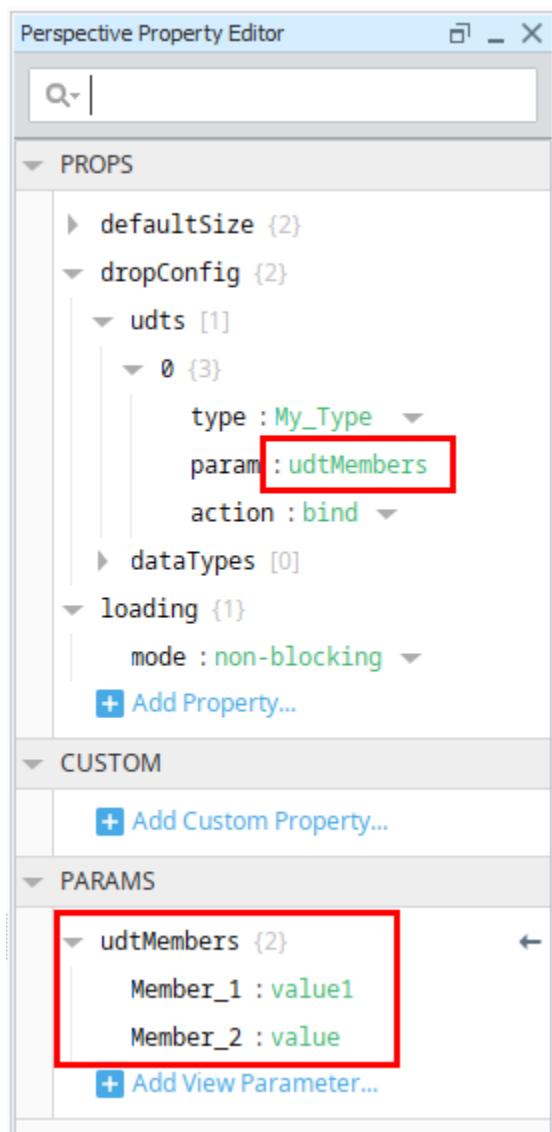 Perspective Property Editor
PROPS
defaultSize {2}
dropConfig {2}
udts [1]
0 {3}
type : My_Type
param : udtMembers
action : bind
dataTypes [0]
loading {1}
mode : non-blocking
Add Property...
CUSTOM
Add Custom Property...
PARAMS
udtMembers {2}
Member_1 : value1
Member_2 : value
Add View Parameter...